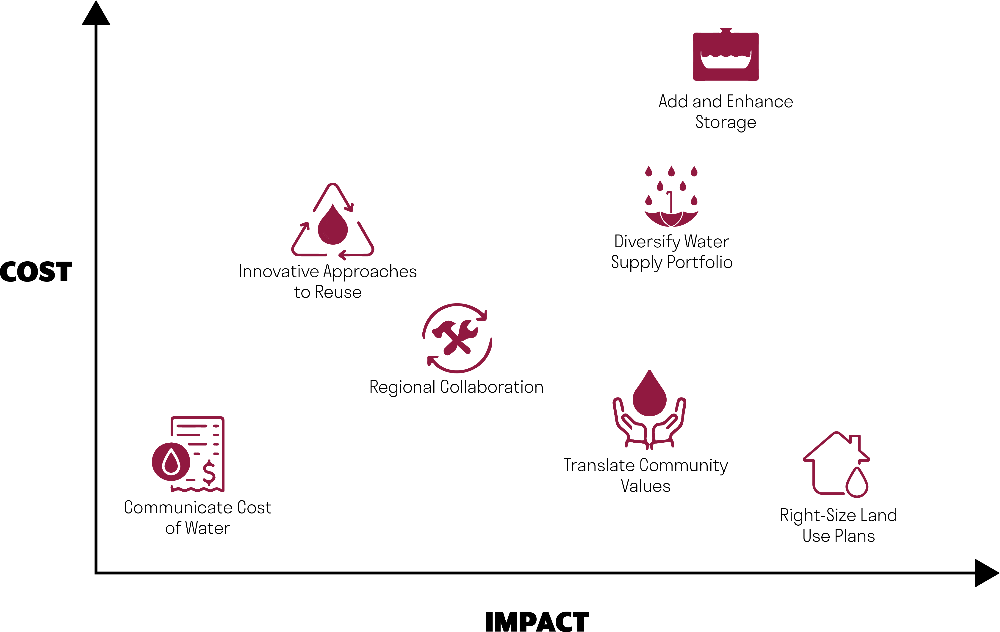 Add and Enhance
Storage
Diversify Water
Supply Portfolio
COST
Innovative Approaches
to Reuse
Regional Collaboration
Translate Community
Values
$
Communicate Cost
of Water
Right-Size Land
Use Plans
IMPACT